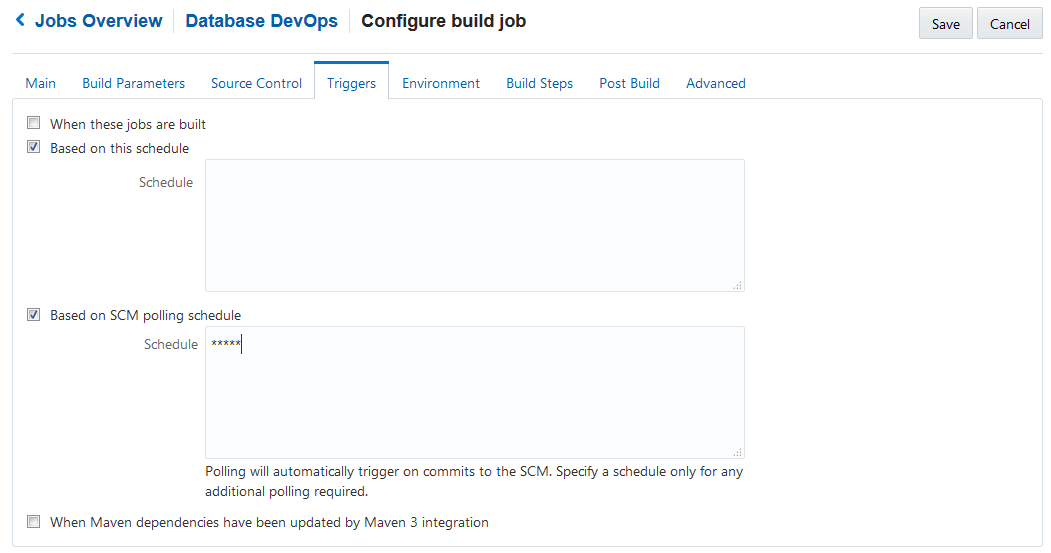 Jobs Overview Database DevOps Configure build job Save Cancel
Main Build Parameters Source Control Triggers Environment Build Steps Post Build Advanced
When these jobs are built
Based on this schedule
Schedule
Based on SCM polling schedule
Schedule *****
Polling will automatically trigger on commits to the SCM. Specify a schedule only for any
additional polling required.
When Maven dependencies have been updated by Maven 3 integration